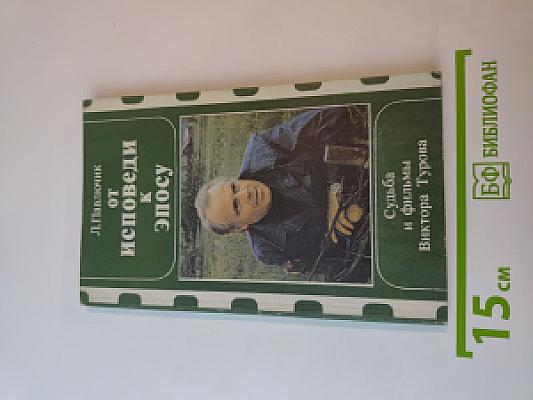 Л.Павлючик
от
исповеди
к
эпосу
Судьба
и фильмы
Виктора Турова
БФ БИБЛИОФАН
15 см